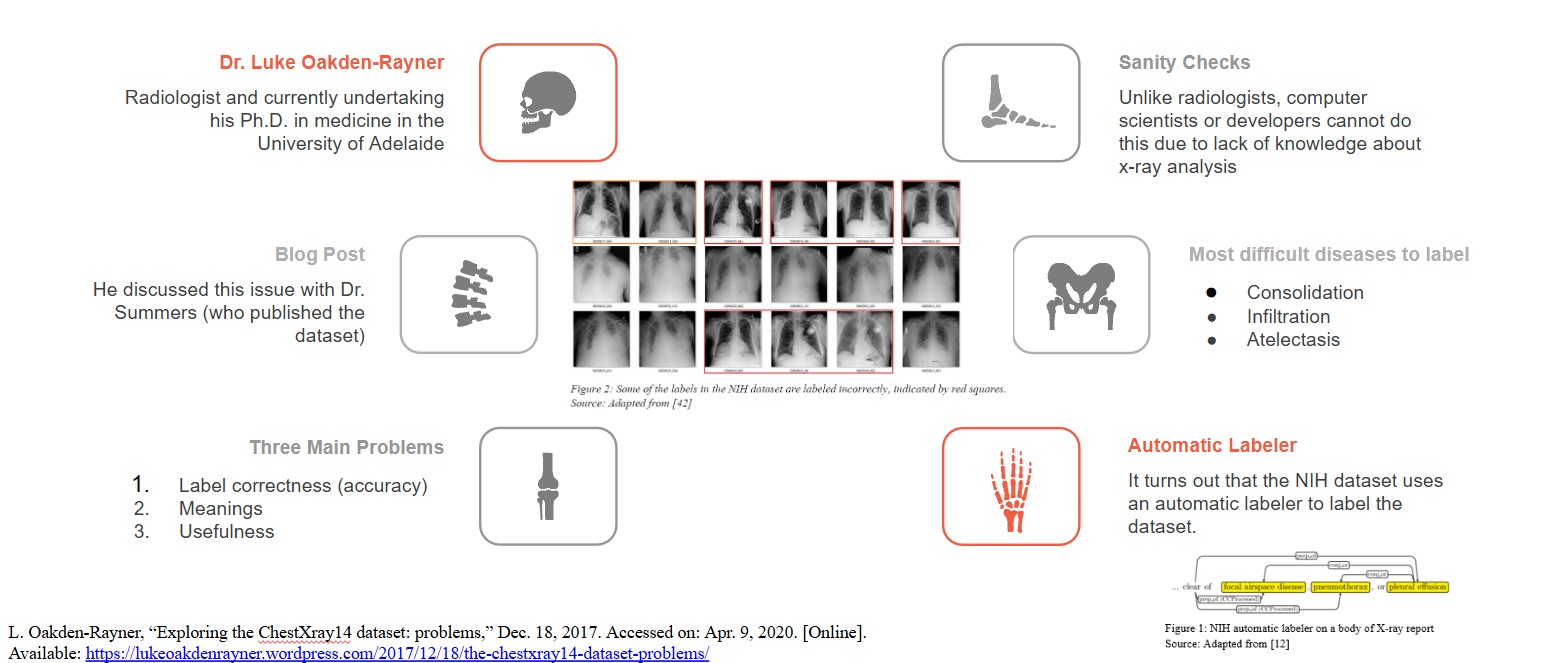 Dr. Luke Oakden-Rayner
Radiologist and currently undertaking
his Ph.D. in medicine in the
University of Adelaide
Sanity Checks
Unlike radiologists, computer
scientists or developers cannot do
this due to lack of knowledge about
x-ray analysis
Blog Post
He discussed this issue with Dr.
Summers (who published the
dataset)
Most difficult diseases to label
● Consolidation
● Infiltration
● Atelectasis
Figure 2: Some of the labels in the NIH dataset are labeled incorrectly, indicated by red squares.
Source: Adapted from [42]
Three Main Problems
1. Label correctness (accuracy)
2. Meanings
3. Usefulness
Automatic Labeler
It turns out that the NIH dataset uses
an automatic labeler to label the
dataset.
prep_of
conj_or
conj_or
... clear of focal airspace disease, pneumothorax, or pleural effusion
prep_of (CCProcessed)
prep_of (CCProcessed)
Figure 1: NIH automatic labeler on a body of X-ray report
Source: Adapted from [12]
L. Oakden-Rayner, “Exploring the ChestXray14 dataset: problems,” Dec. 18, 2017. Accessed on: Apr. 9, 2020. [Online].
Available: https://lukeoakdenrayner.wordpress.com/2017/12/18/the-chestxray14-dataset-problems/